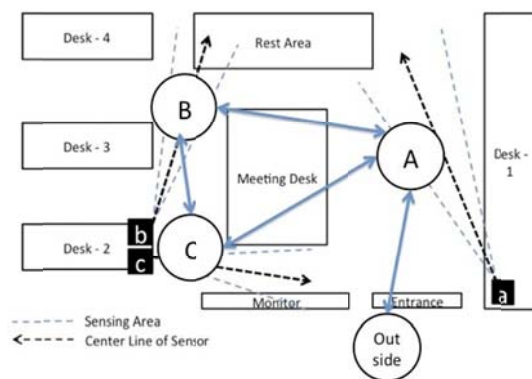 Desk - 4
Rest Area
B
A
Desk - 3
Meeting Desk
Desk -
1
b
Desk - 2
C
c
a
Monitor
Entrance
Sensing Area
Center Line of Sensor
Out
side